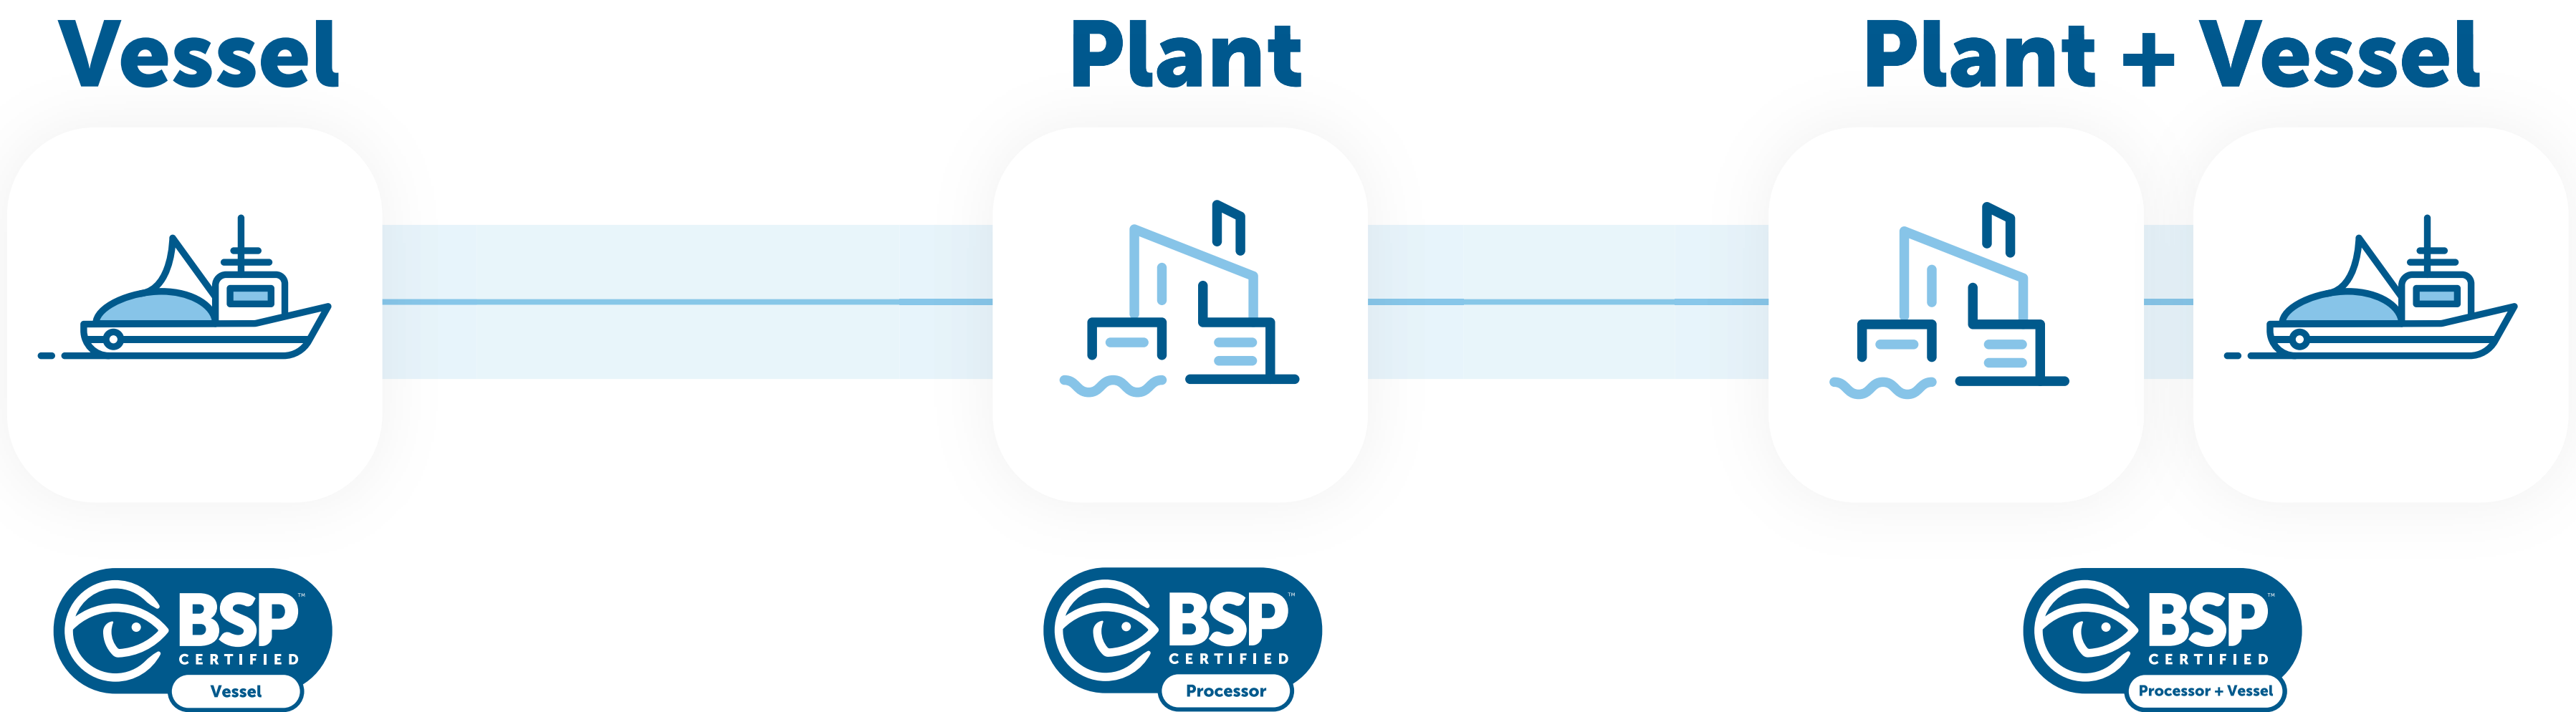 Vessel
Plant
Plant + Vessel
BSP™
CERTIFIED
Vessel
BSP™
CERTIFIED
Processor
BSP™
CERTIFIED
Processor + Vessel